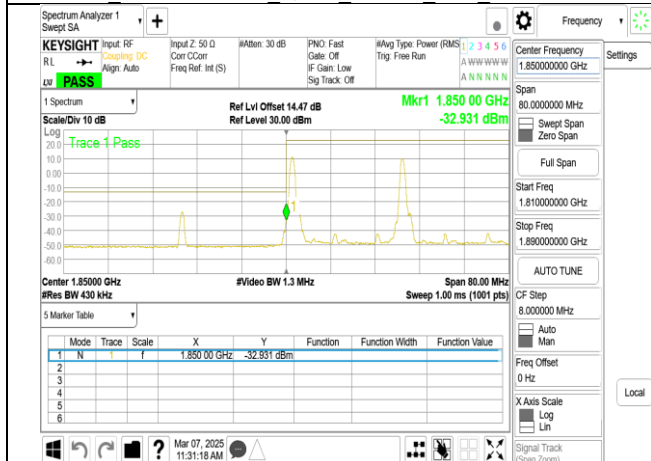 Spectrum Analyzer 1
Swept SA
Frequency
KEYSIGHT
Input: RF
Coupling: DC
Align: Auto
Input Z: 50 Ω
Corr CCorr
Freq Ref: Int (S)
#Atten: 30 dB
PNO: Fast
Gate: Off
IF Gain: Low
Sig Track: Off
#Avg Type: Power (RMS
Trig: Free Run
1 2 3 4 5 6
A W W W W W
A N N N N N
R L
LXI
PASS
Center Frequency
1.850000000 GHz
Settings
Span
80.0000000 MHz
Swept Span
Zero Span
Full Span
Start Freq
1.810000000 GHz
Stop Freq
1.890000000 GHz
AUTO TUNE
CF Step
8.000000 MHz
Auto
Man
Freq Offset
0 Hz
X Axis Scale
Log
Lin
Local
Signal Track
(Span Zoom)
1 Spectrum
Scale/Div 10 dB
Ref Lvl Offset 14.47 dB
Ref Level 30.00 dBm
Mkr1 1.850 00 GHz
-32.931 dBm
Log
Trace 1 Pass
20.0
10.0
0.00
-10.0
-20.0
-30.0
-40.0
-50.0
-60.0
1
Center 1.85000 GHz
#Res BW 430 kHz
#Video BW 1.3 MHz
Span 80.00 MHz
Sweep 1.00 ms (1001 pts)
5 Marker Table
Mode Trace Scale X Y Function Function Width Function Value
1 N 1 f 1.850 00 GHz -32.931 dBm
2
3
4
5
6
Mar 07, 2025
11:31:18 AM